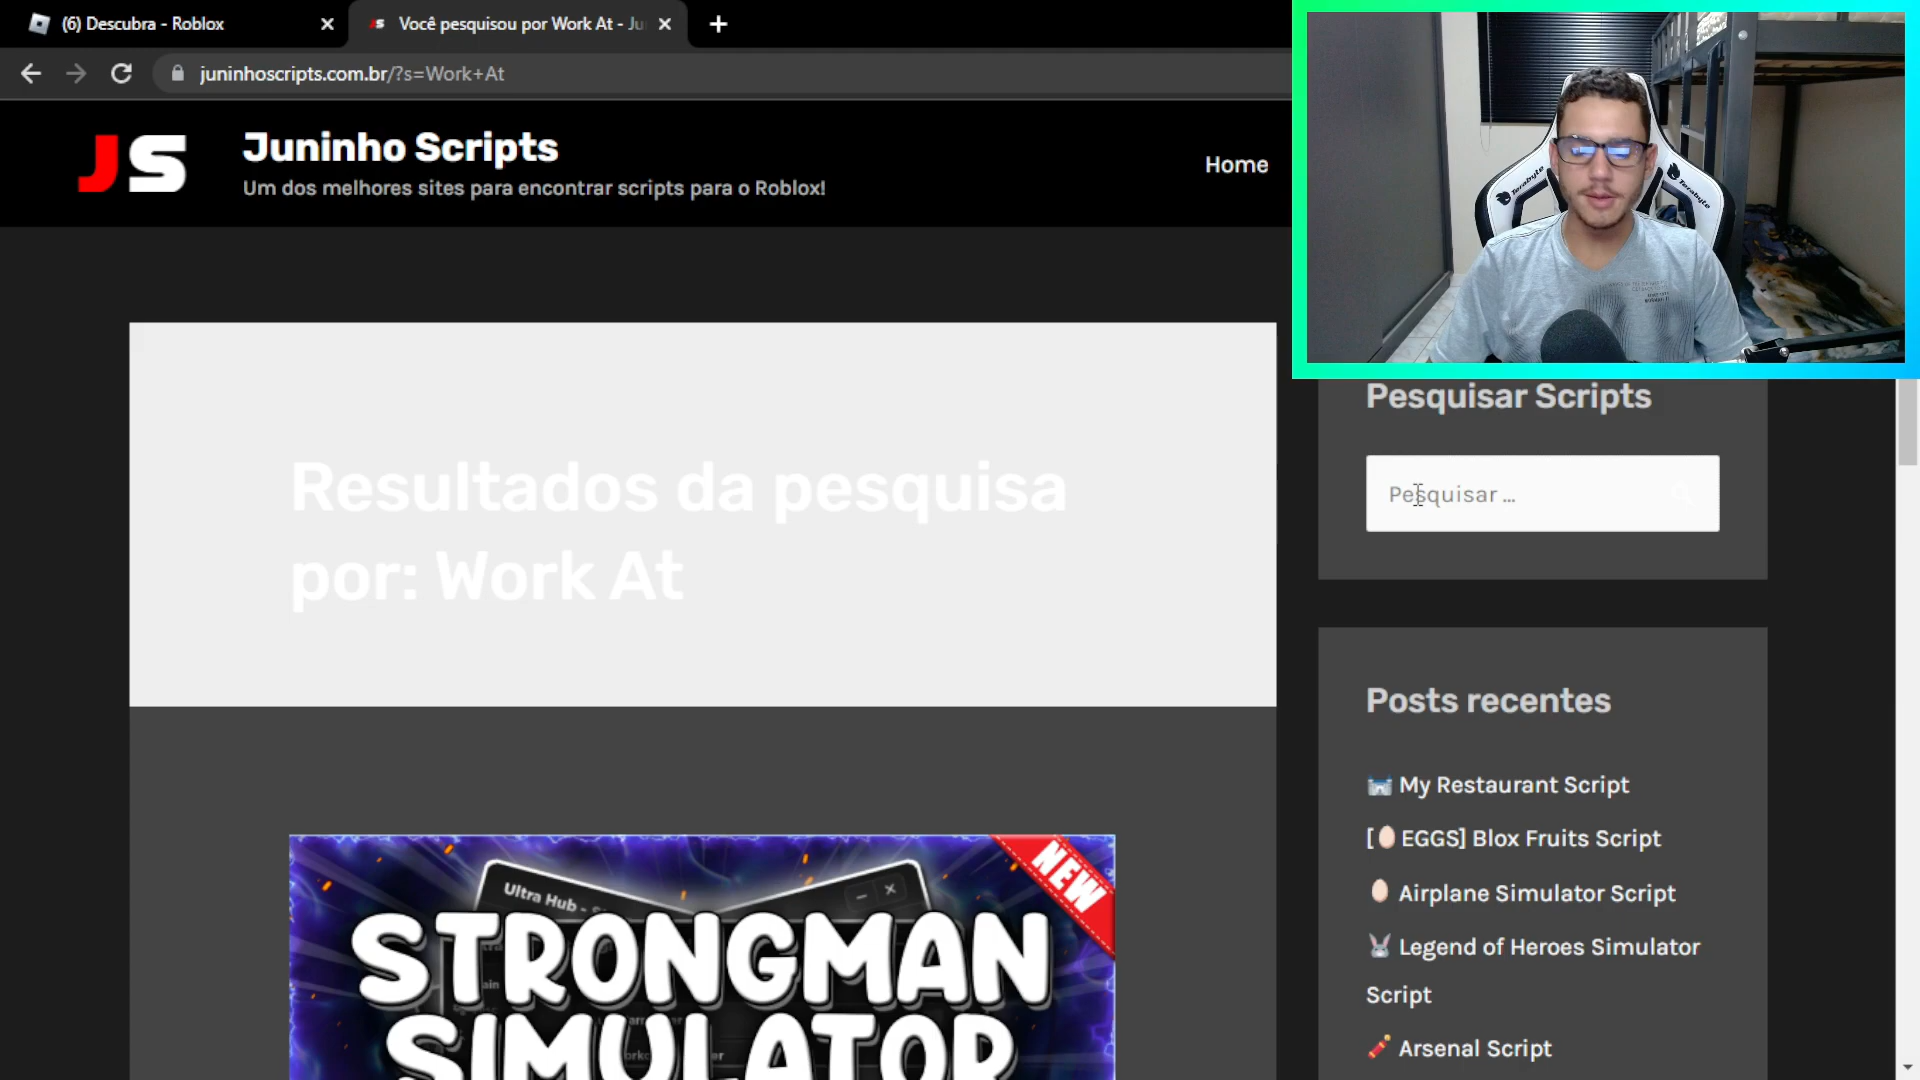 (6) Descubra - Roblox
Você pesquisou por Work At - Ju
juninhoscripts.com.br/?s=Work+At
JS
Juninho Scripts
Um dos melhores sites para encontrar scripts para o Roblox!
Home
Terabyte
Terabyte
Resultados da pesquisa
por: Work At
Pesquisar Scripts
Pesquisar ...
Posts recentes
My Restaurant Script
[🥚 EGGS] Blox Fruits Script
Airplane Simulator Script
Legend of Heroes Simulator
Script
Arsenal Script
NEW
Ultra Hub -
STRONGMAN
SIMULATOR